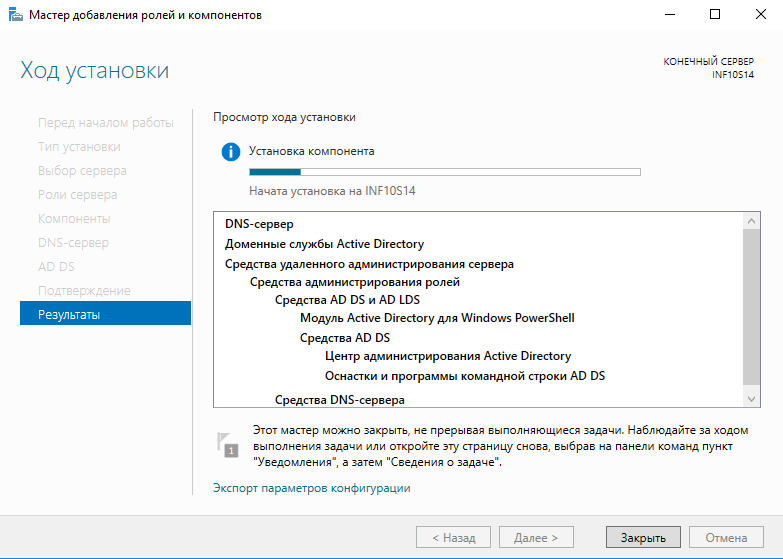 Мастер добавления ролей и компонентов
Ход установки
КОНЕЧНЫЙ СЕРВЕР
INF10S14
Перед началом работы
Тип установки
Выбор сервера
Роли сервера
Компоненты
DNS-сервер
AD DS
Подтверждение
Результаты
Просмотр хода установки
Установка компонента
Начата установка на INF10S14
DNS-сервер
Доменные службы Active Directory
Средства удаленного администрирования сервера
Средства администрирования ролей
Средства AD DS и AD LDS
Модуль Active Directory для Windows PowerShell
Средства AD DS
Центр администрирования Active Directory
Оснастки и программы командной строки AD DS
Средства DNS-сервера
1
Этот мастер можно закрыть, не прерывая выполняющиеся задачи. Наблюдайте за ходом
выполнения задачи или откройте эту страницу снова, выбрав на панели команд пункт
"Уведомления", а затем "Сведения о задаче".
Экспорт параметров конфигурации
< Назад
Далее >
Закрыть
Отмена